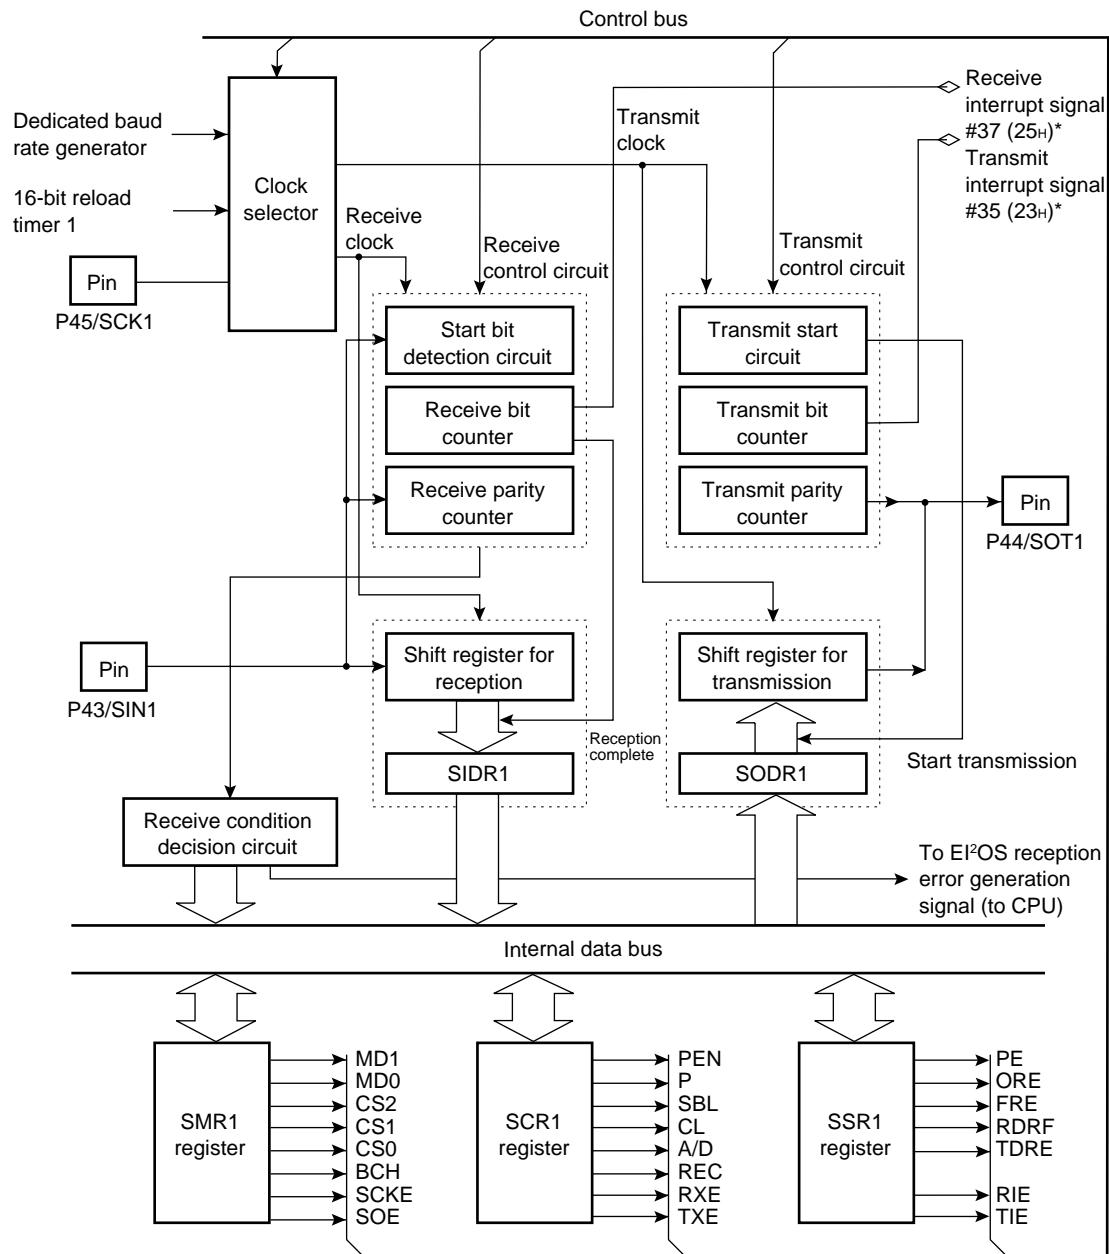 Control bus
Dedicated baud
rate generator
16-bit reload
timer 1
Pin
P45/SCK1
Clock
selector
Transmit
clock
Receive
clock
Receive
control circuit
Transmit
control circuit
Receive
interrupt signal
#37 (25H)*
Transmit
interrupt signal
#35 (23H)*
Start bit
detection circuit
Receive bit
counter
Receive parity
counter
Transmit start
circuit
Transmit bit
counter
Transmit parity
counter
Pin
P44/SOT1
Pin
P43/SIN1
Shift register for
reception
Shift register for
transmission
Reception
complete
SIDR1
SODR1
Start transmission
Receive condition
decision circuit
To EI²OS reception
error generation
signal (to CPU)
Internal data bus
SMR1
register
MD1
MD0
CS2
CS1
CS0
BCH
SCKE
SOE
SCR1
register
PEN
P
SBL
CL
A/D
REC
RXE
TXE
SSR1
register
PE
ORE
FRE
RDRF
TDRE
RIE
TIE